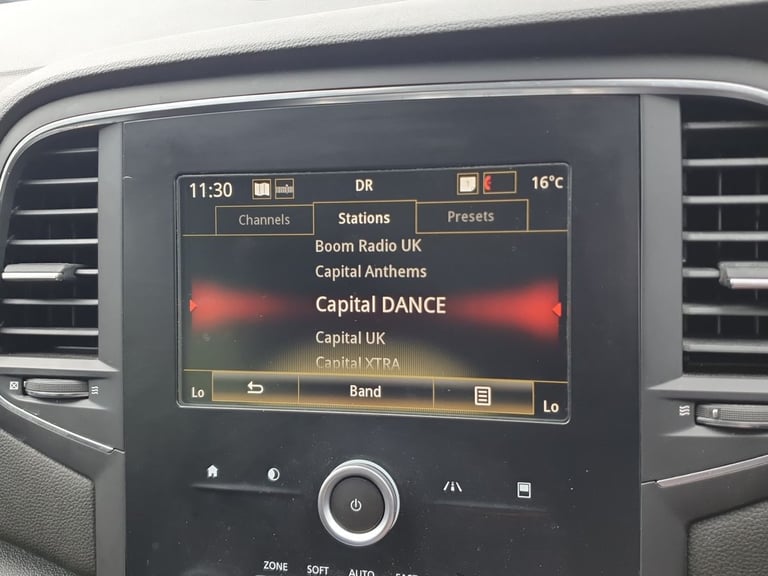 11:30 DR 16°C
Channels Stations Presets
Boom Radio UK
Capital Anthems
Capital DANCE
Capital UK
Capital XTRA
Lo Band Lo
ZONE SOFT AUTO